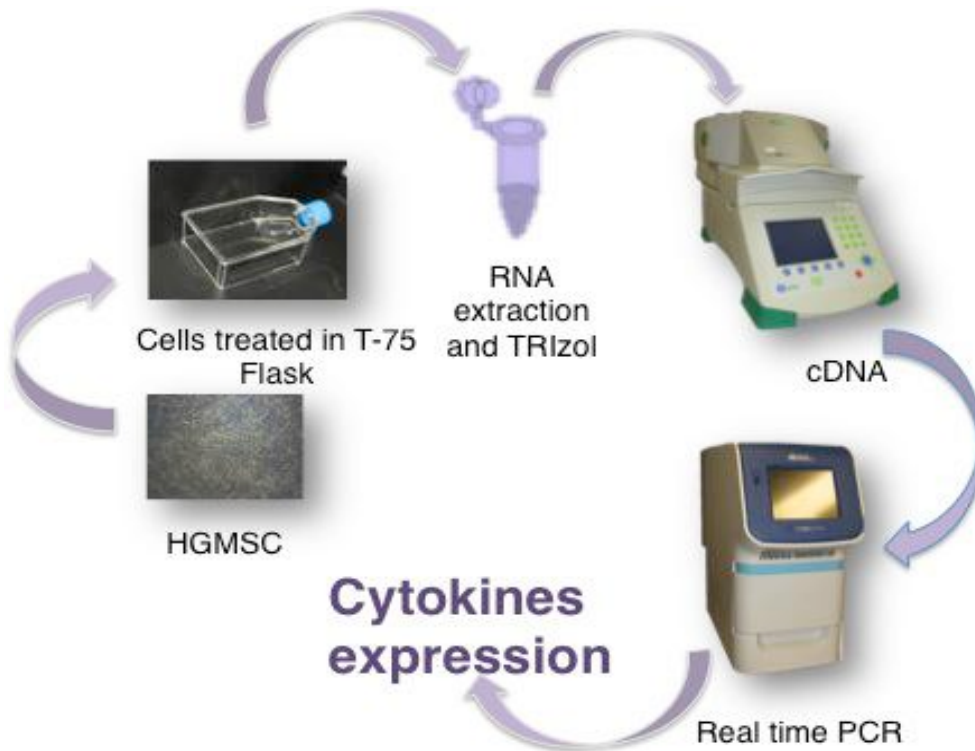 HGMSC
Cells treated in T-75
Flask
RNA
extraction
and TRIzol
cDNA
Real time PCR
Cytokines
expression